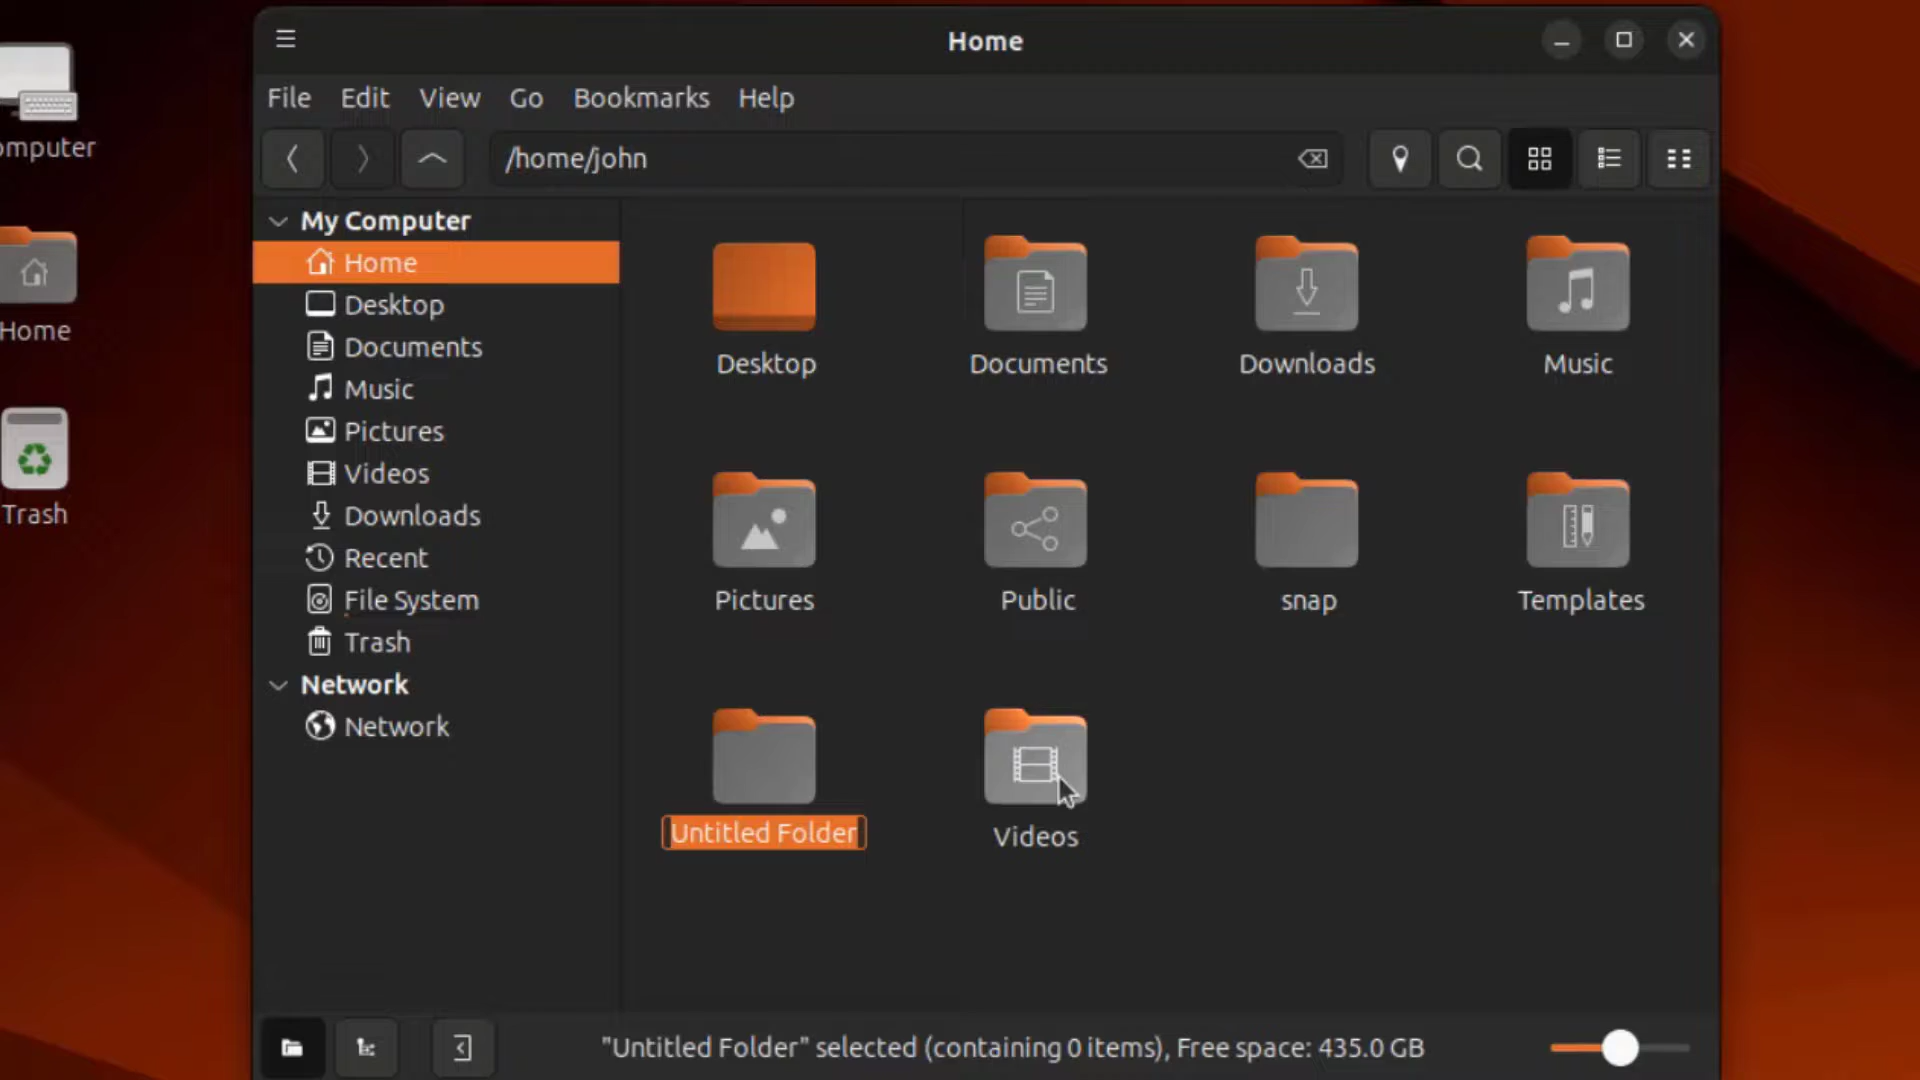 Home
File Edit View Go Bookmarks Help
/home/john
omputer
Home
Trash
My Computer
Home
Desktop
Documents
Music
Pictures
Videos
Downloads
Recent
File System
Trash
Network
Network
Desktop Documents Downloads Music
Pictures Public snap Templates
Untitled Folder Videos
"Untitled Folder" selected (containing 0 items), Free space: 435.0 GB